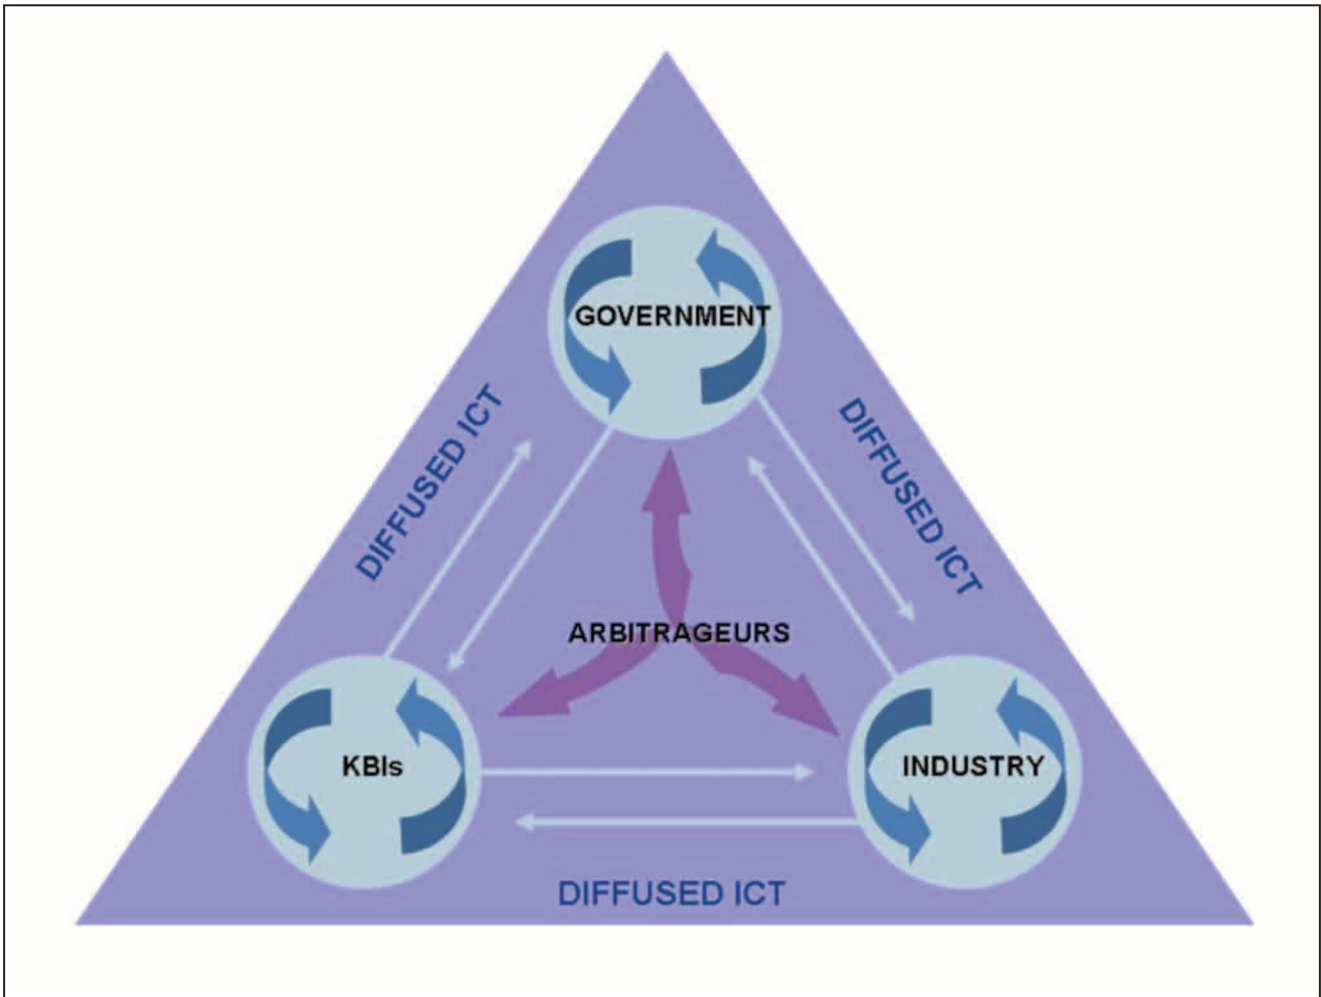 GOVERNMENT
DIFFUSED ICT
DIFFUSED ICT
ARBITRAGEURS
KBIs
INDUSTRY
DIFFUSED ICT